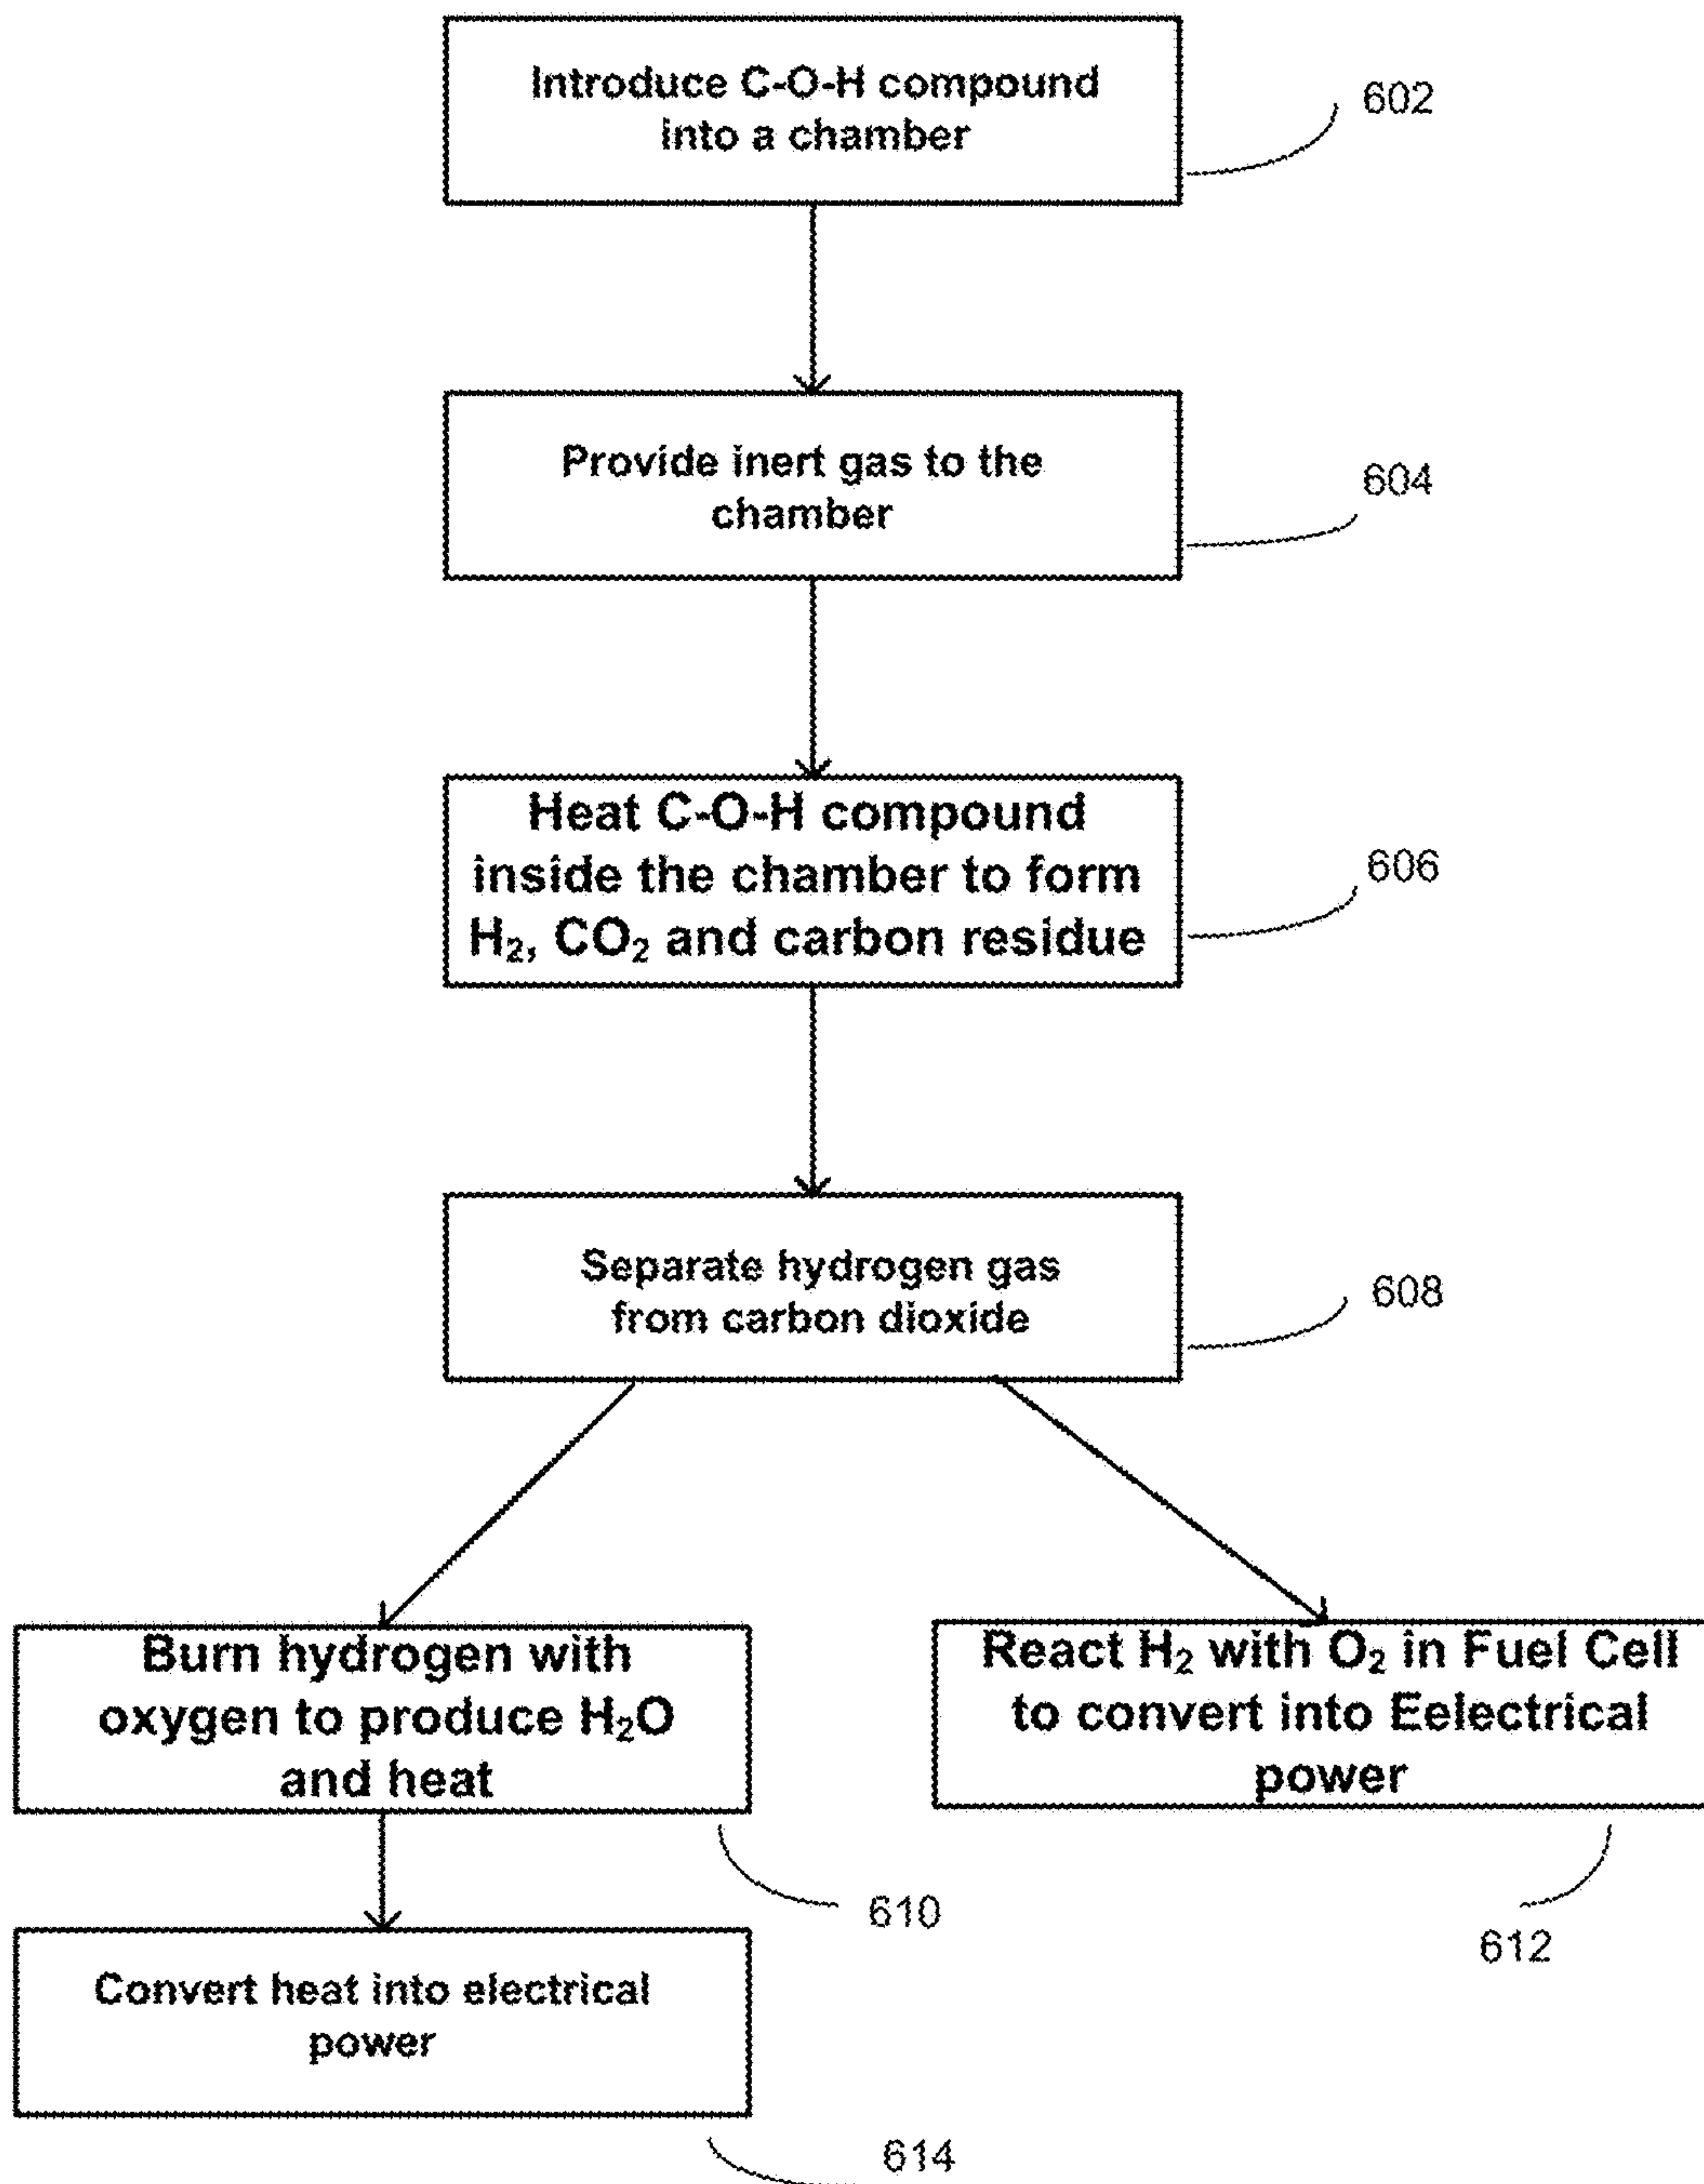 Introduce C-O-H compound
into a chamber
602
Provide inert gas to the
chamber
604
Heat C-O-H compound
inside the chamber to form
H₂, CO₂ and carbon residue
606
Separate hydrogen gas
from carbon dioxide
608
Burn hydrogen with
oxygen to produce H₂O
and heat
610
React H₂ with O₂ in Fuel Cell
to convert into Eelectrical
power
612
Convert heat into electrical
power
614